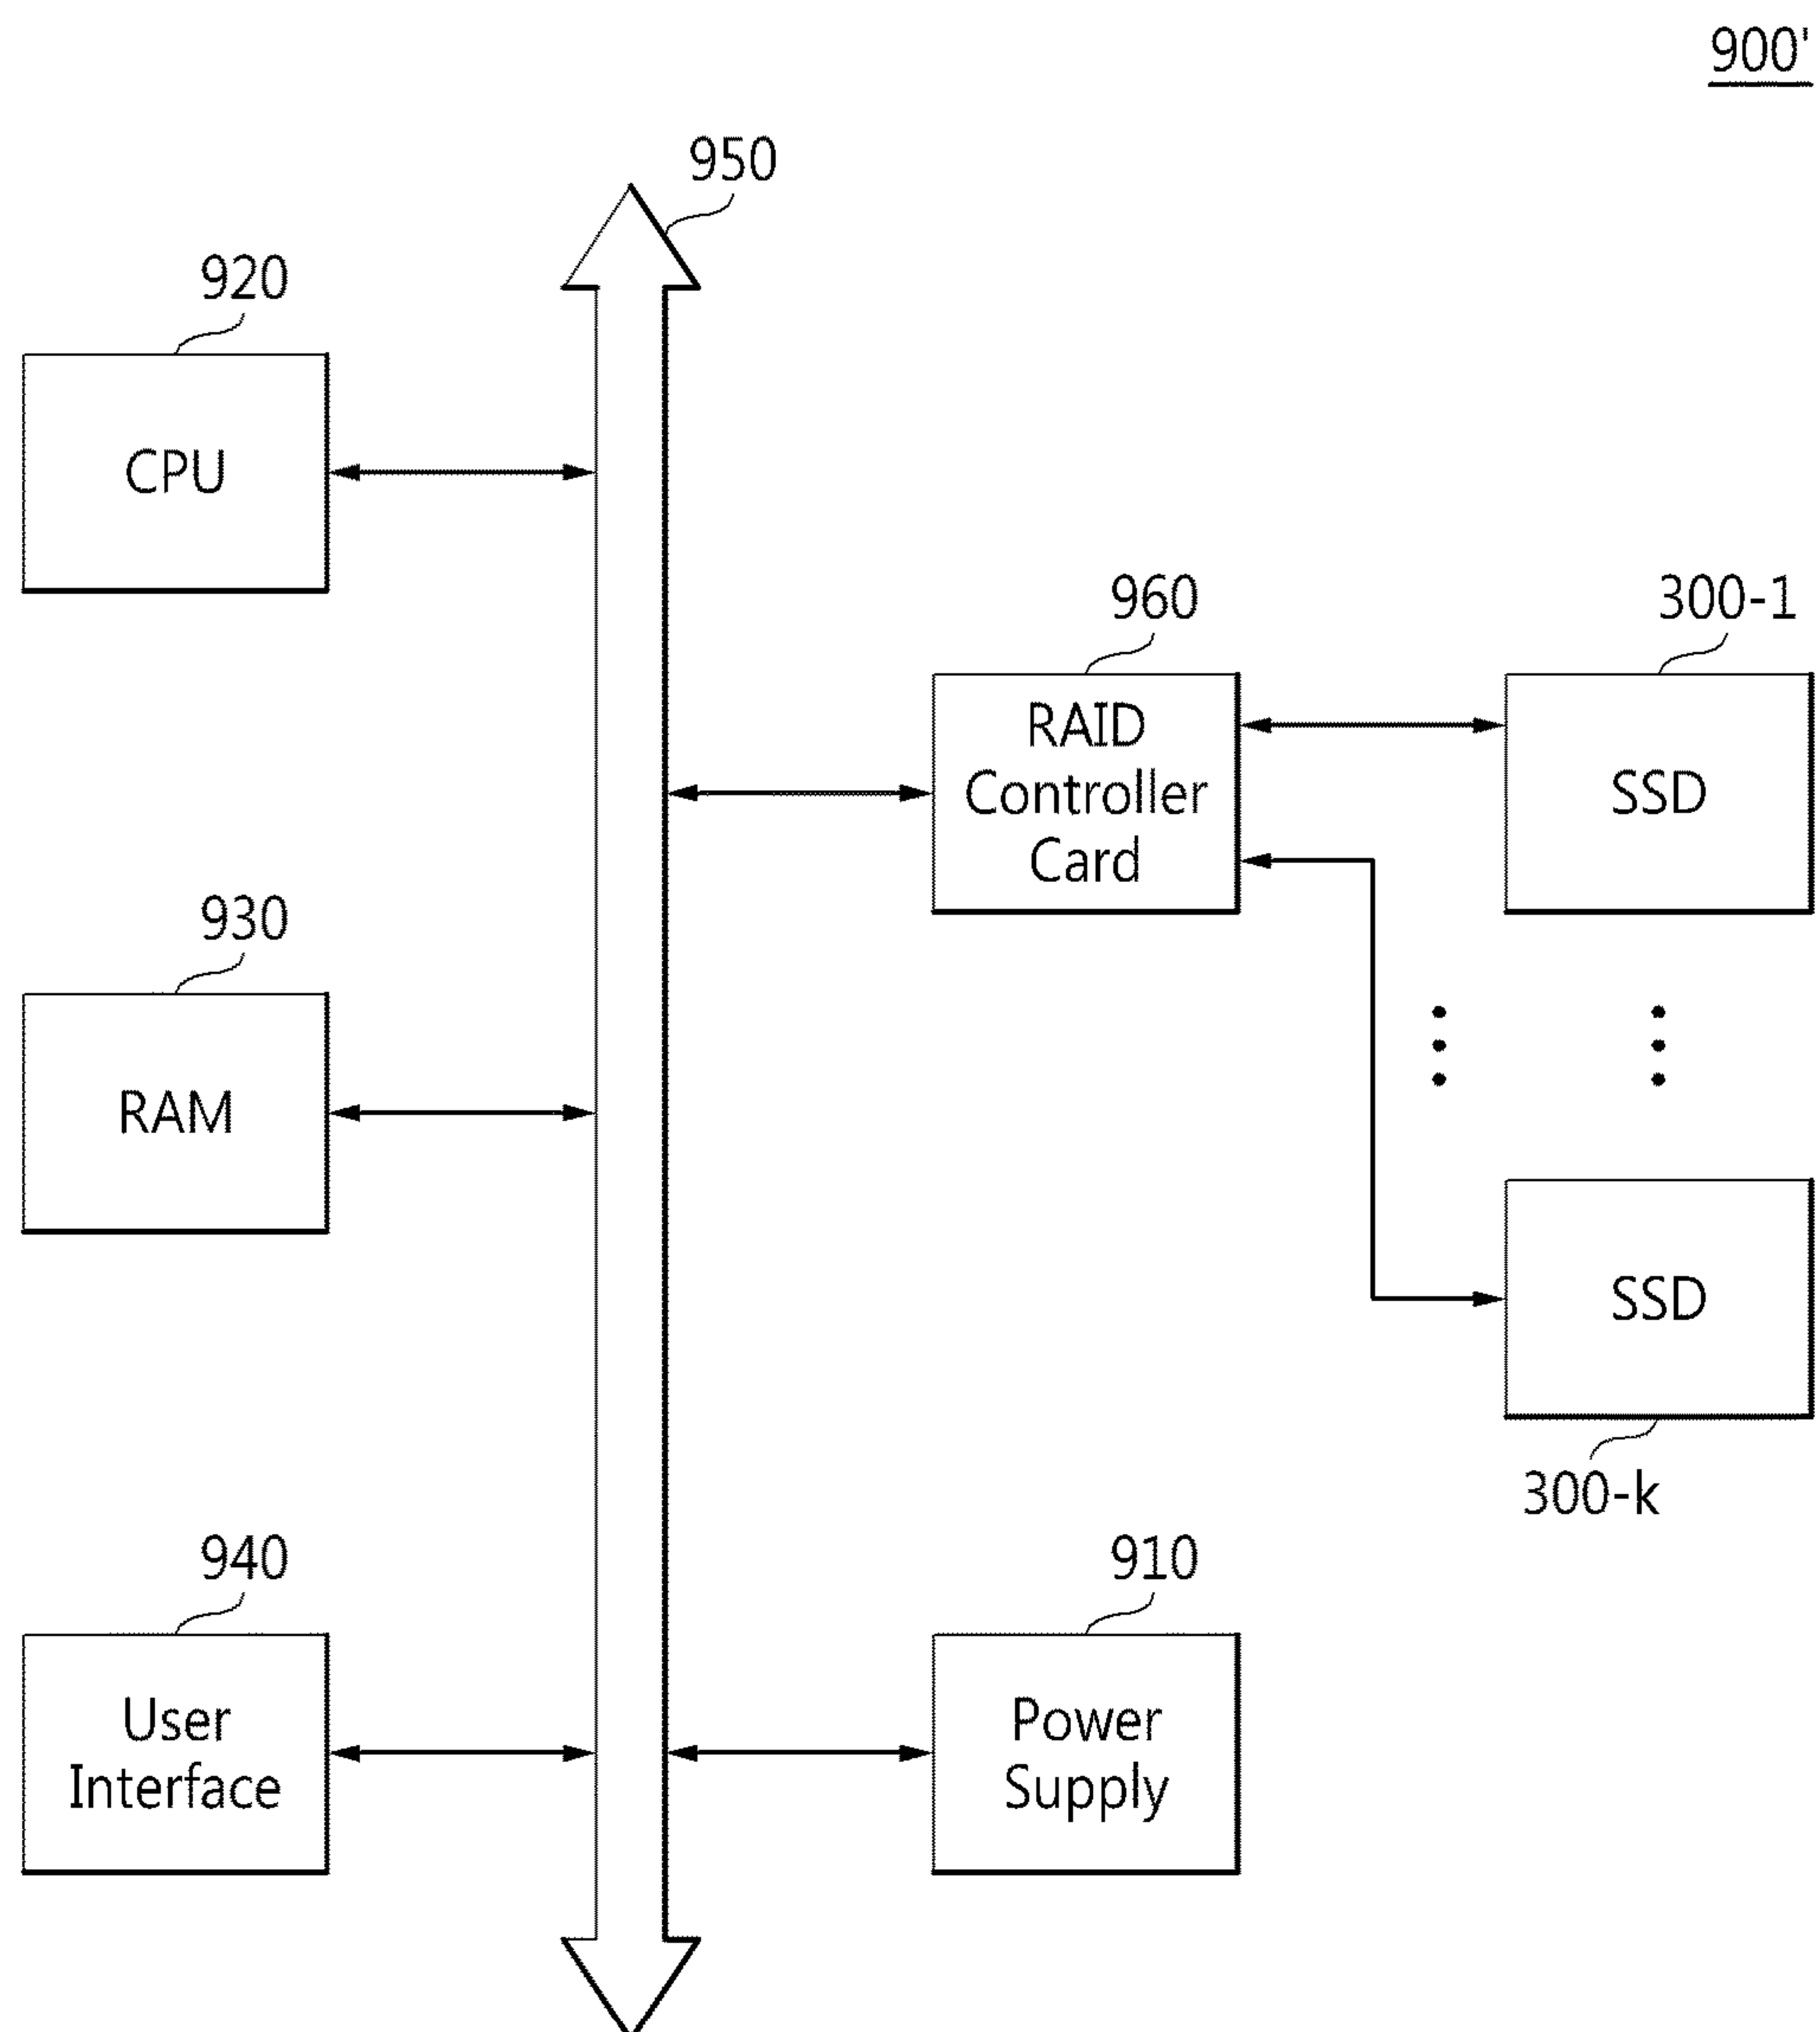 900'
950
920
CPU
960
300-1
RAID
Controller
Card
SSD
930
RAM
SSD
300-k
940
910
User
Interface
Power
Supply